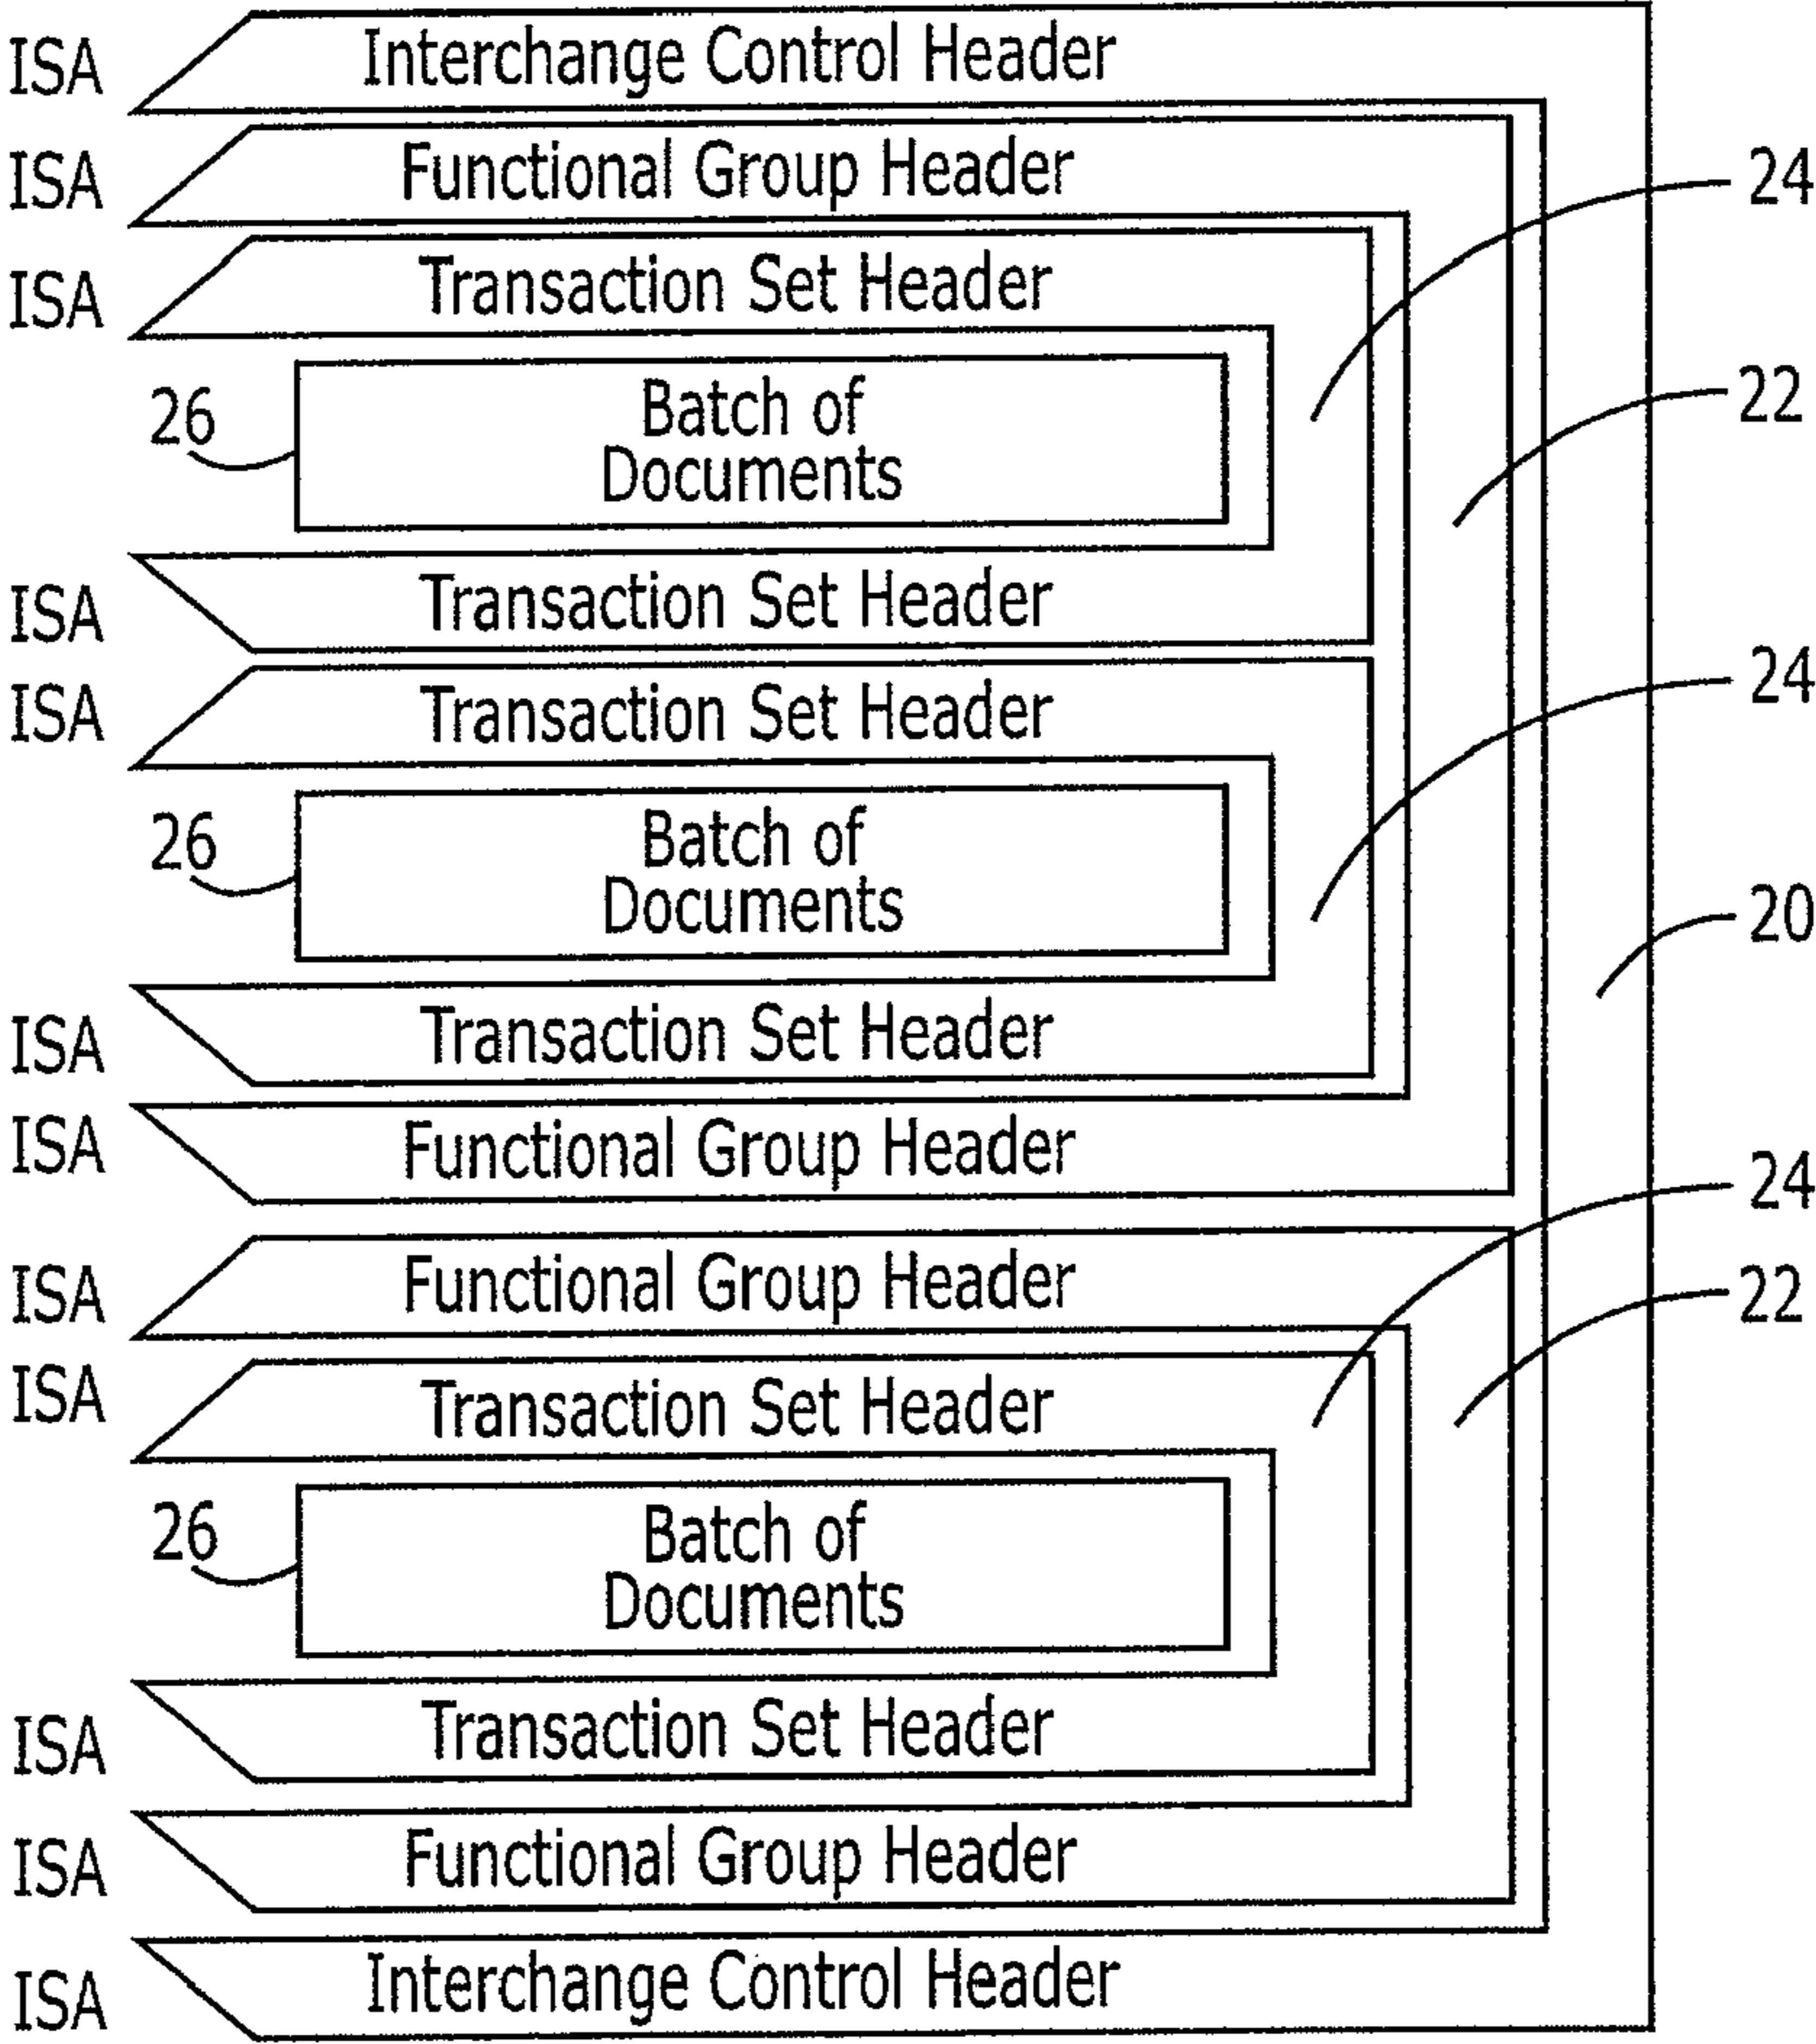 ISA Interchange Control Header
ISA Functional Group Header
24
ISA Transaction Set Header
26
Batch of
Documents
22
ISA Transaction Set Header
ISA Transaction Set Header
24
26
Batch of
Documents
20
ISA Transaction Set Header
ISA Functional Group Header
24
ISA Functional Group Header
22
ISA Transaction Set Header
26
Batch of
Documents
ISA Transaction Set Header
ISA Functional Group Header
ISA Interchange Control Header